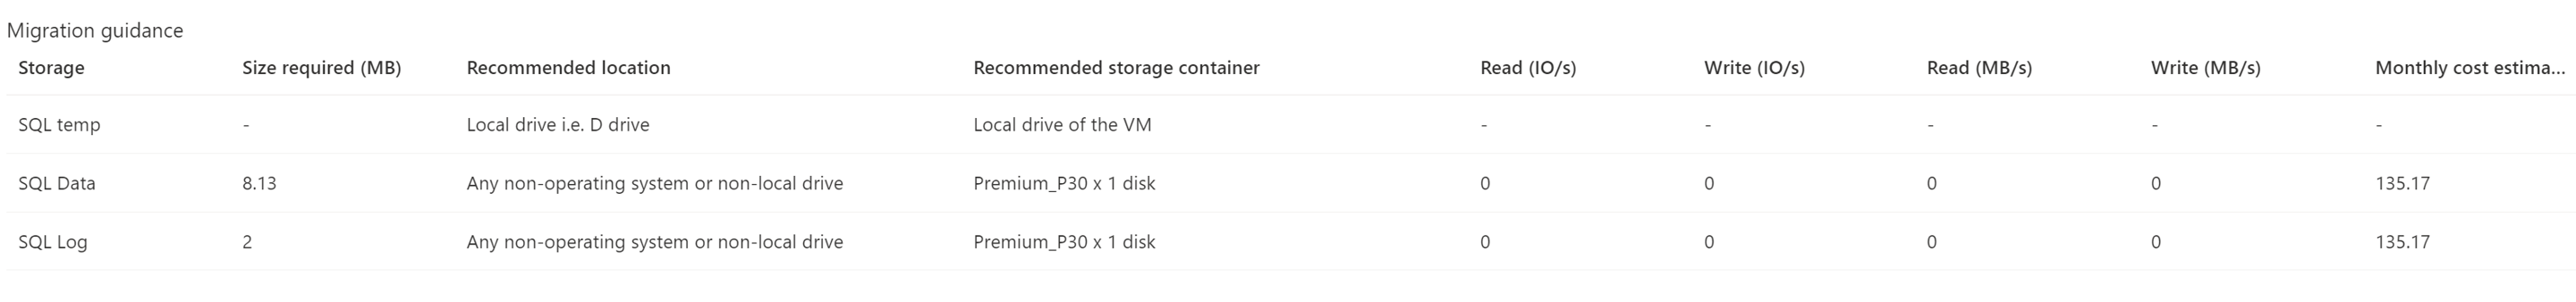 Migration guidance
Storage Size required (MB) Recommended location Recommended storage container Read (IO/s) Write (IO/s) Read (MB/s) Write (MB/s) Monthly cost estima...
SQL temp - Local drive i.e. D drive Local drive of the VM - - - - -
SQL Data 8.13 Any non-operating system or non-local drive Premium_P30 x 1 disk 0 0 0 0 135.17
SQL Log 2 Any non-operating system or non-local drive Premium_P30 x 1 disk 0 0 0 0 135.17